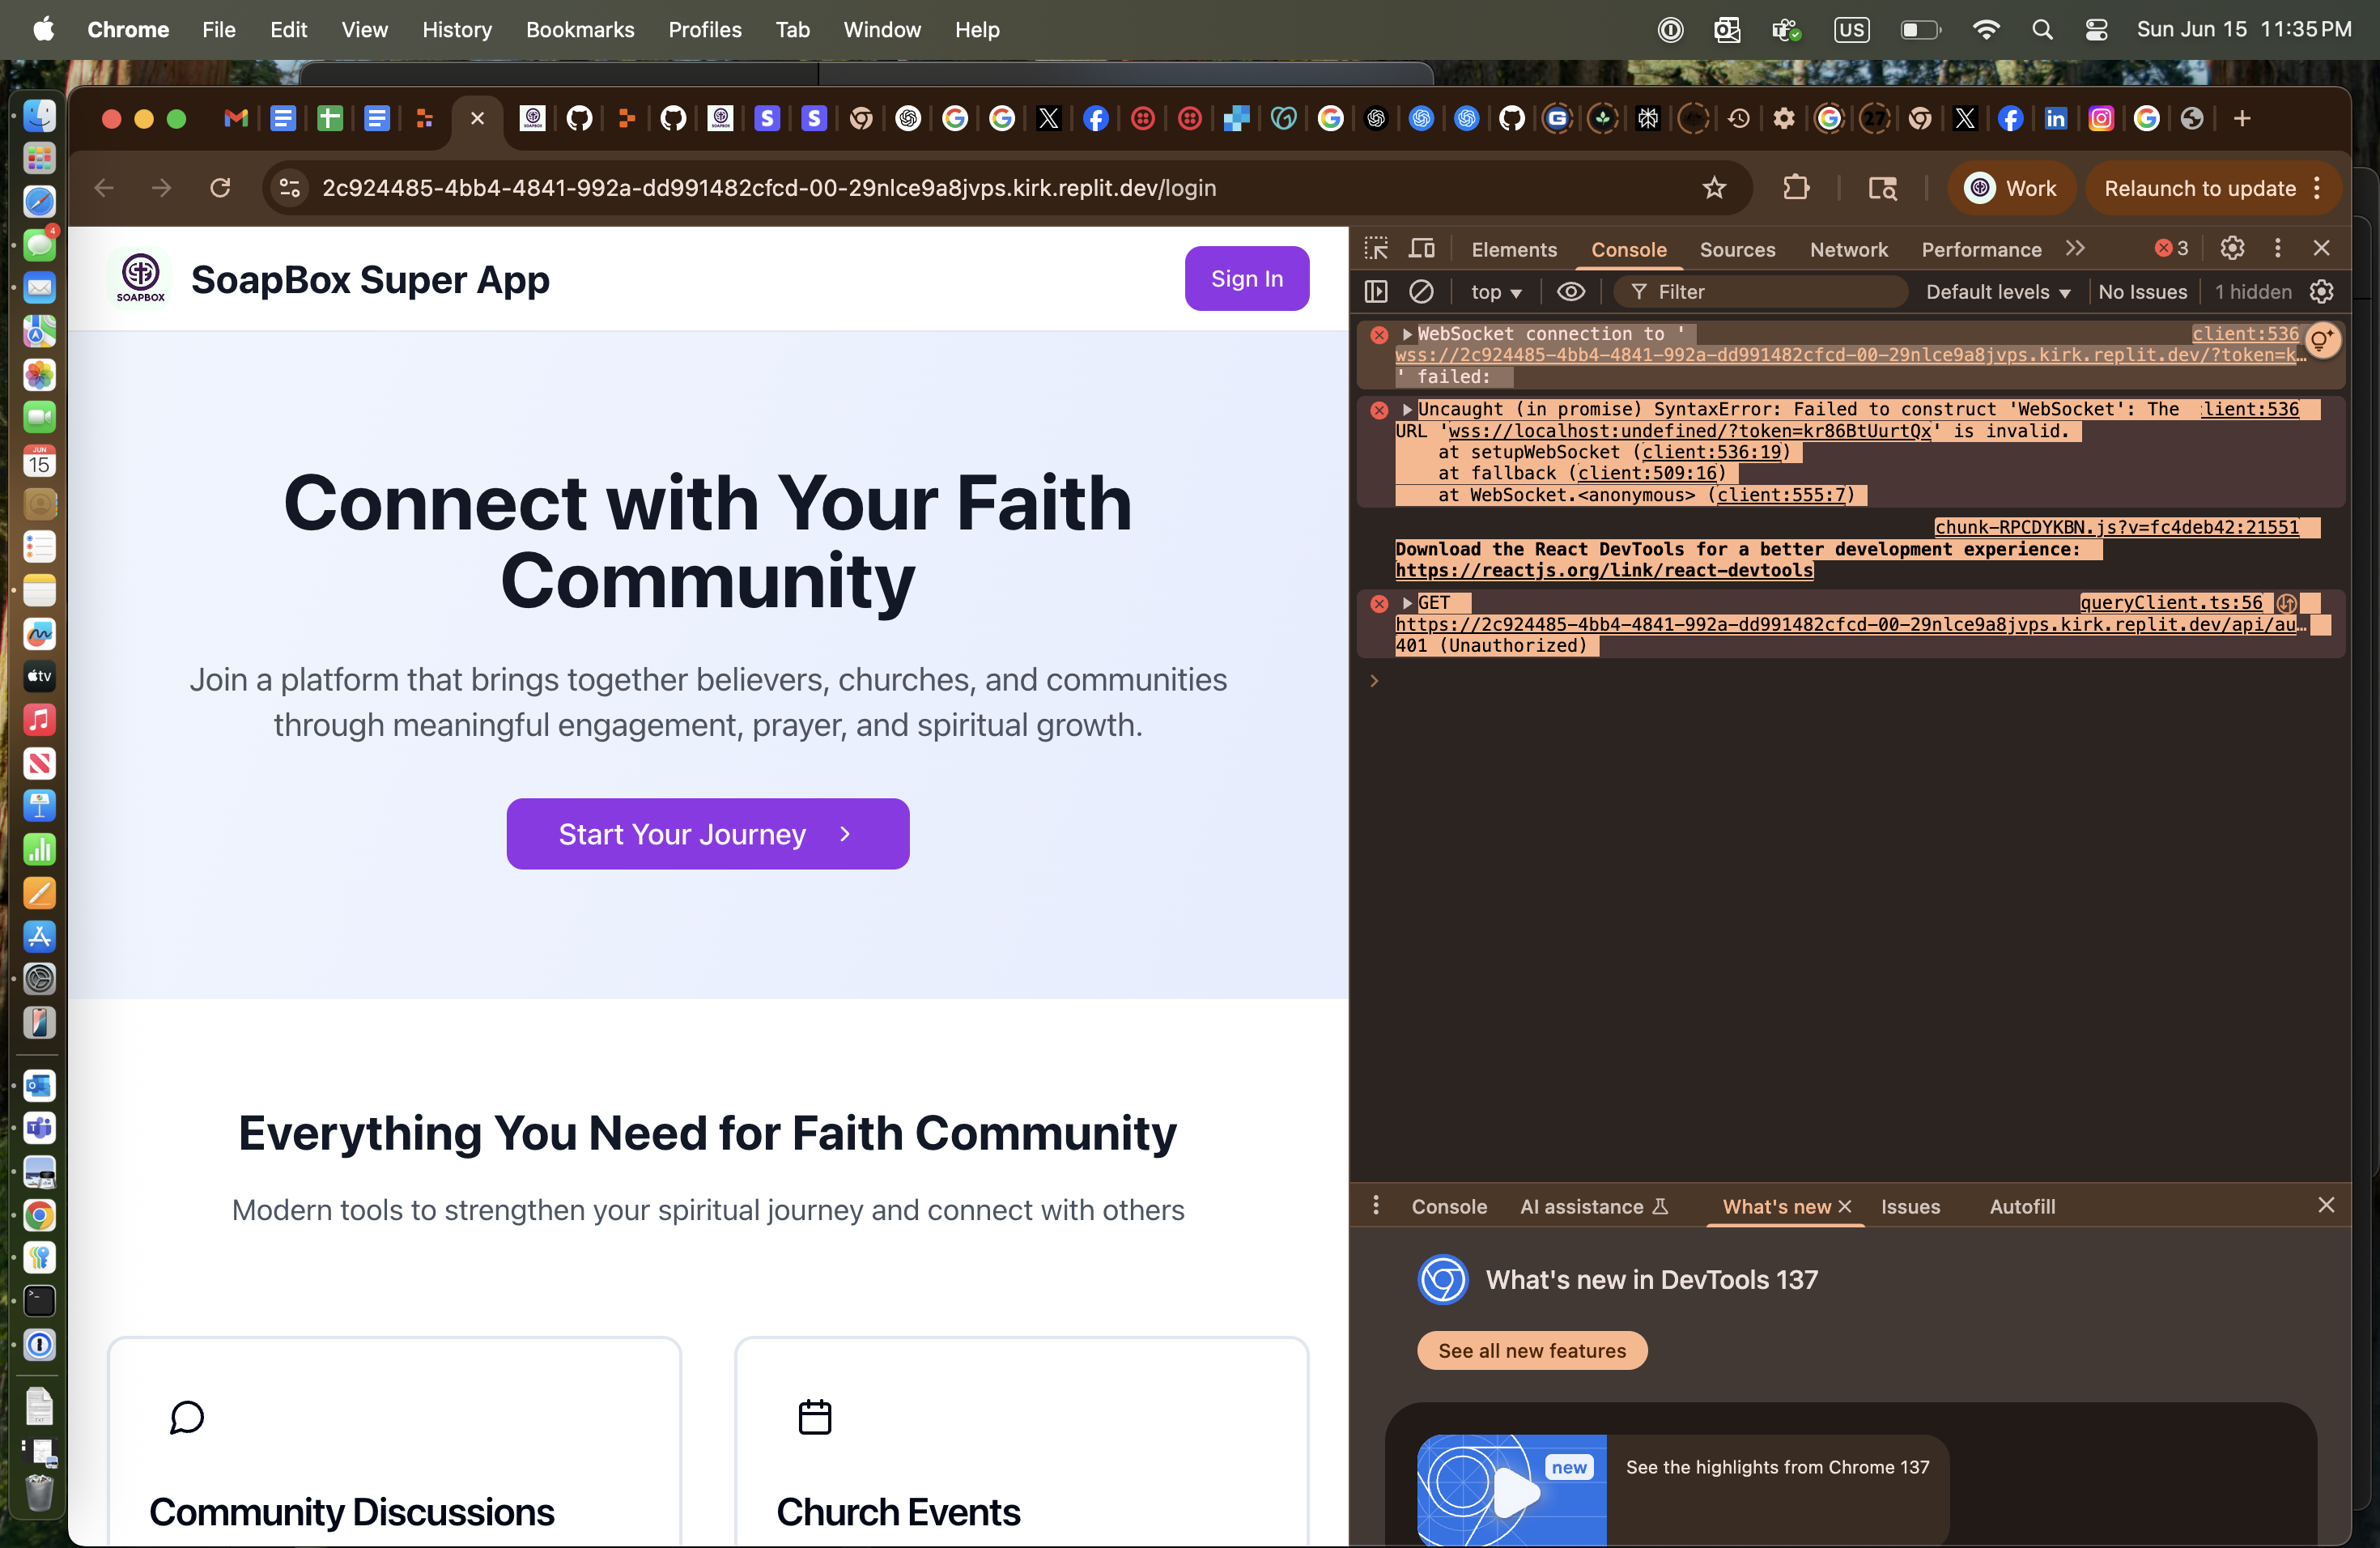 Chrome File Edit View History Bookmarks Profiles Tab Window Help US Sun Jun 15 11:35 PM
2c924485-4bb4-4841-992a-dd991482cfcd-00-29nlce9a8jvps.kirk.replit.dev/login
Work
Relaunch to update
SOAPBOX
SoapBox Super App
Sign In
Connect with Your Faith
Community
Join a platform that brings together believers, churches, and communities
through meaningful engagement, prayer, and spiritual growth.
Start Your Journey
Everything You Need for Faith Community
Modern tools to strengthen your spiritual journey and connect with others
Community Discussions
Church Events
Elements Console Sources Network Performance 3
top Filter Default levels No Issues 1 hidden
WebSocket connection to ' client:536
wss://2c924485-4bb4-4841-992a-dd991482cfcd-00-29nlce9a8jvps.kirk.replit.dev/?token=k…
' failed:
Uncaught (in promise) SyntaxError: Failed to construct 'WebSocket': The lient:536
URL 'wss://localhost:undefined/?token=kr86BtUurtQx' is invalid.
at setupWebSocket (client:536:19)
at fallback (client:509:16)
at WebSocket.<anonymous> (client:555:7)
chunk-RPCDYKBN.js?v=fc4deb42:21551
Download the React DevTools for a better development experience:
https://reactjs.org/link/react-devtools
GET queryClient.ts:56
https://2c924485-4bb4-4841-992a-dd991482cfcd-00-29nlce9a8jvps.kirk.replit.dev/api/au…
401 (Unauthorized)
Console AI assistance What's new Issues Autofill
What's new in DevTools 137
See all new features
new
See the highlights from Chrome 137
4
JUN
15
tv